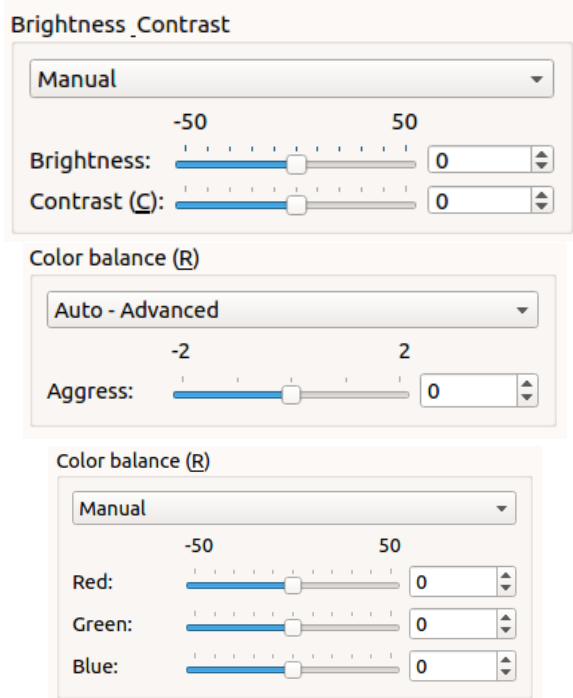 Brightness_Contrast
Manual
-50 50
Brightness: 0
Contrast (C): 0
Color balance (R)
Auto - Advanced
-2 2
Aggress: 0
Color balance (R)
Manual
-50 50
Red: 0
Green: 0
Blue: 0